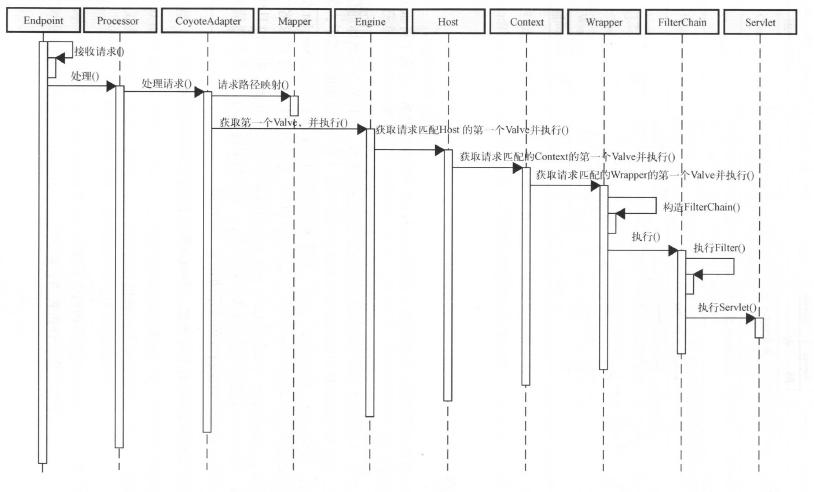 Endpoint
Processor
CoyoteAdapter
Mapper
Engine
Host
Context
Wrapper
FilterChain
Servlet
接收请求()
处理()
处理请求()
请求路径映射()
获取第一个Valve、并执行()
获取请求匹配Host 的第一个Valve并执行()
获取请求匹配的Context的第一个Valve并执行()
获取请求匹配的Wrapper的第一个Valve并执行()
构造FilterChain()
执行()
执行Filter()
执行Servlet()